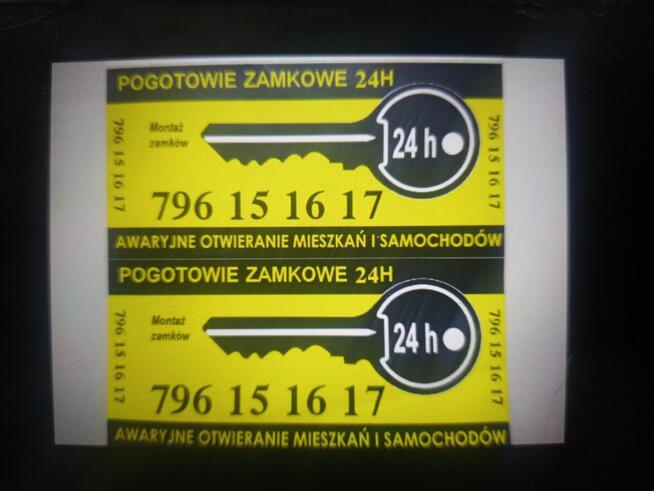 POGOTOWIE ZAMKOWE 24H
796 15 16 17
Montaż
zamków
24 h
796 15 16 17
796 15 16 17
AWARYJNE OTWIERANIE MIESZKAŃ I SAMOCHODÓW
POGOTOWIE ZAMKOWE 24H
796 15 16 17
Montaż
zamków
24 h
796 15 16 17
796 15 16 17
AWARYJNE OTWIERANIE MIESZKAŃ I SAMOCHODÓW